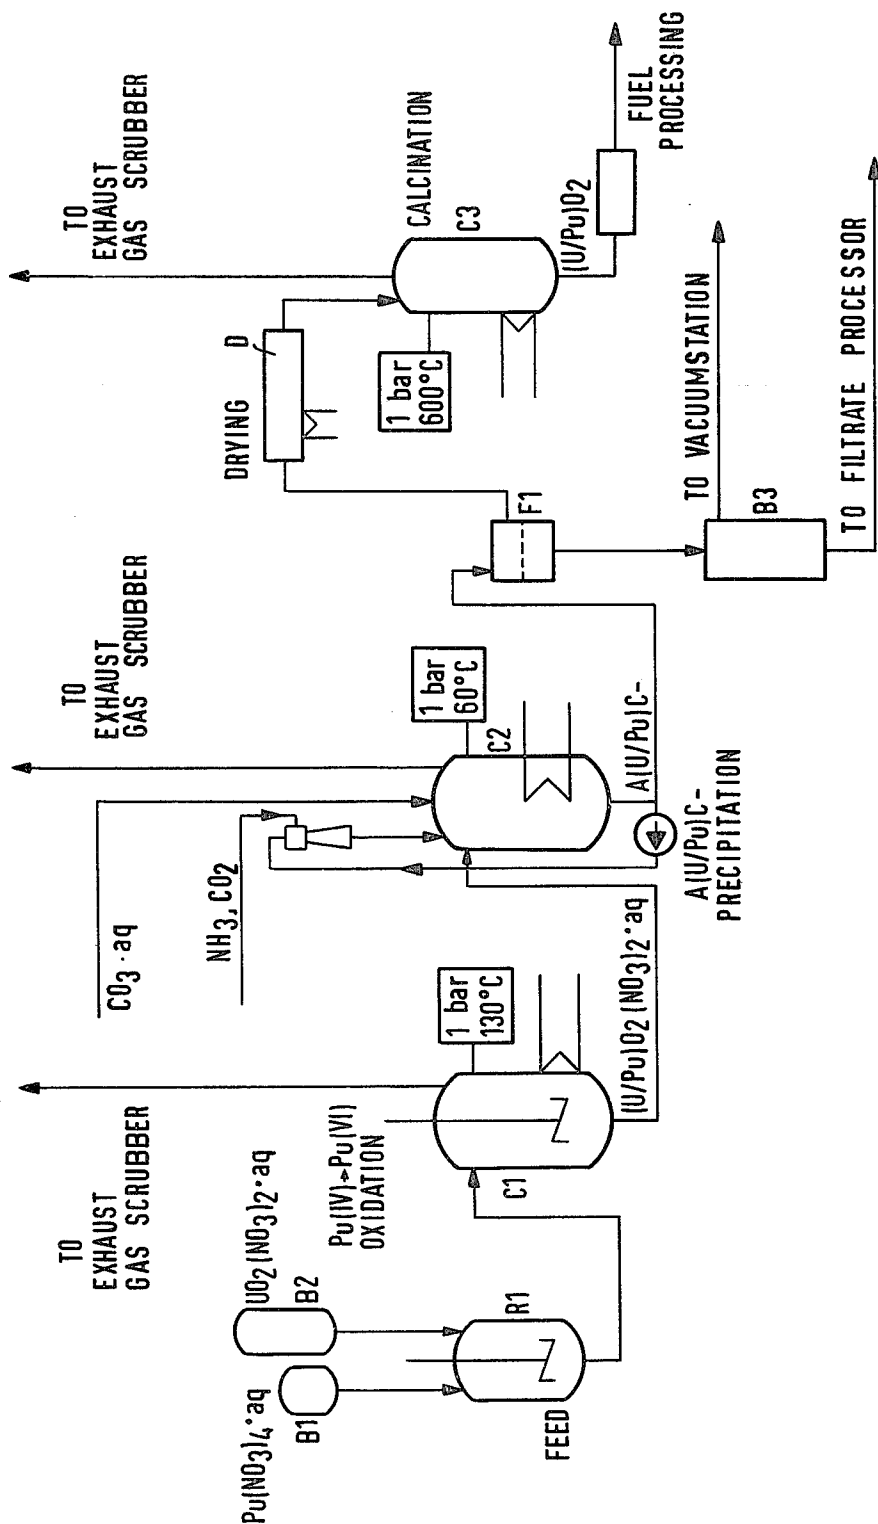 Pu(NO3)4·aq
B1
UO2(NO3)2·aq
B2
FEED
R1
TO
EXHAUST
GAS SCRUBBER
Pu(IV)→Pu(VI)
OXIDATION
C1
1 bar
130°C
(U/Pu)O2(NO3)2·aq
CO3·aq
NH3,CO2
TO
EXHAUST
GAS SCRUBBER
C2
1 bar
60°C
A(U/Pu)C-
A(U/Pu)C-
PRECIPITATION
F1
DRYING
D
B3
TO VACUUMSTATION
TO FILTRATE PROCESSOR
TO
EXHAUST
GAS SCRUBBER
1 bar
600°C
CALCINATION
C3
(U/Pu)O2
FUEL
PROCESSING